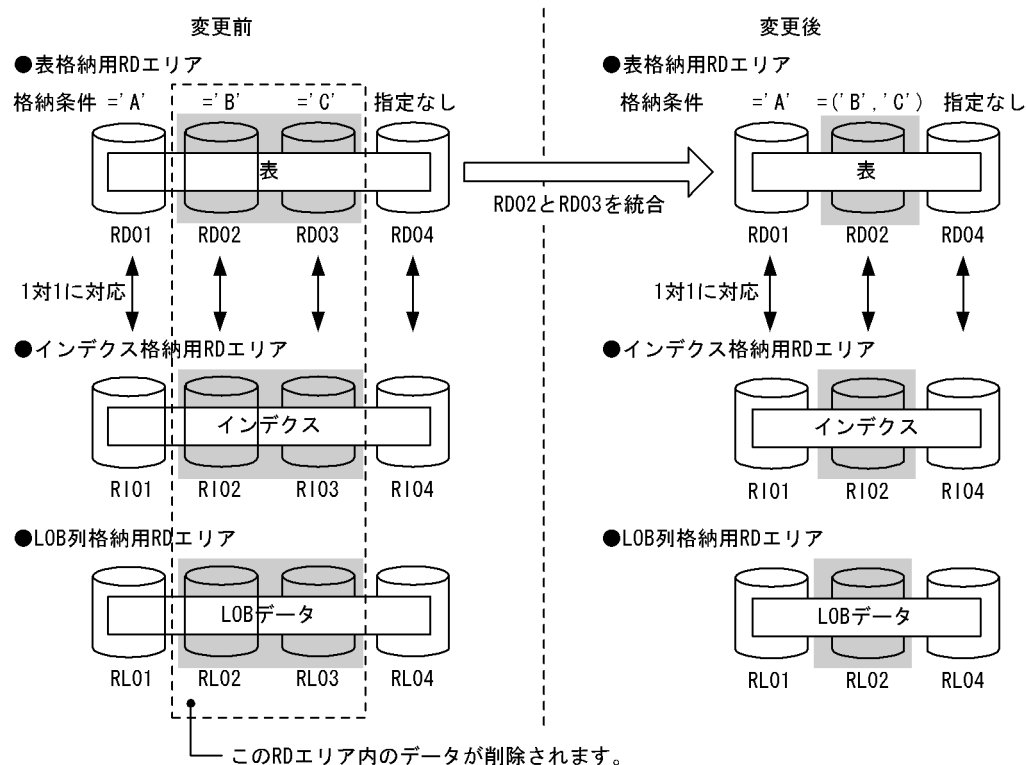 変更前
●表格納用RDエリア
格納条件 ='A' ='B' ='C' 指定なし
表
RD01 RD02 RD03 RD04
1対1に対応
●インデクス格納用RDエリア
インデクス
RI01 RI02 RI03 RI04
●LOB列格納用RDエリア
LOBデータ
RL01 RL02 RL03 RL04
このRDエリア内のデータが削除されます。
RD02とRD03を統合
変更後
●表格納用RDエリア
格納条件 ='A' =('B','C') 指定なし
表
RD01 RD02 RD04
1対1に対応
●インデクス格納用RDエリア
インデクス
RI01 RI02 RI04
●LOB列格納用RDエリア
LOBデータ
RL01 RL02 RL04